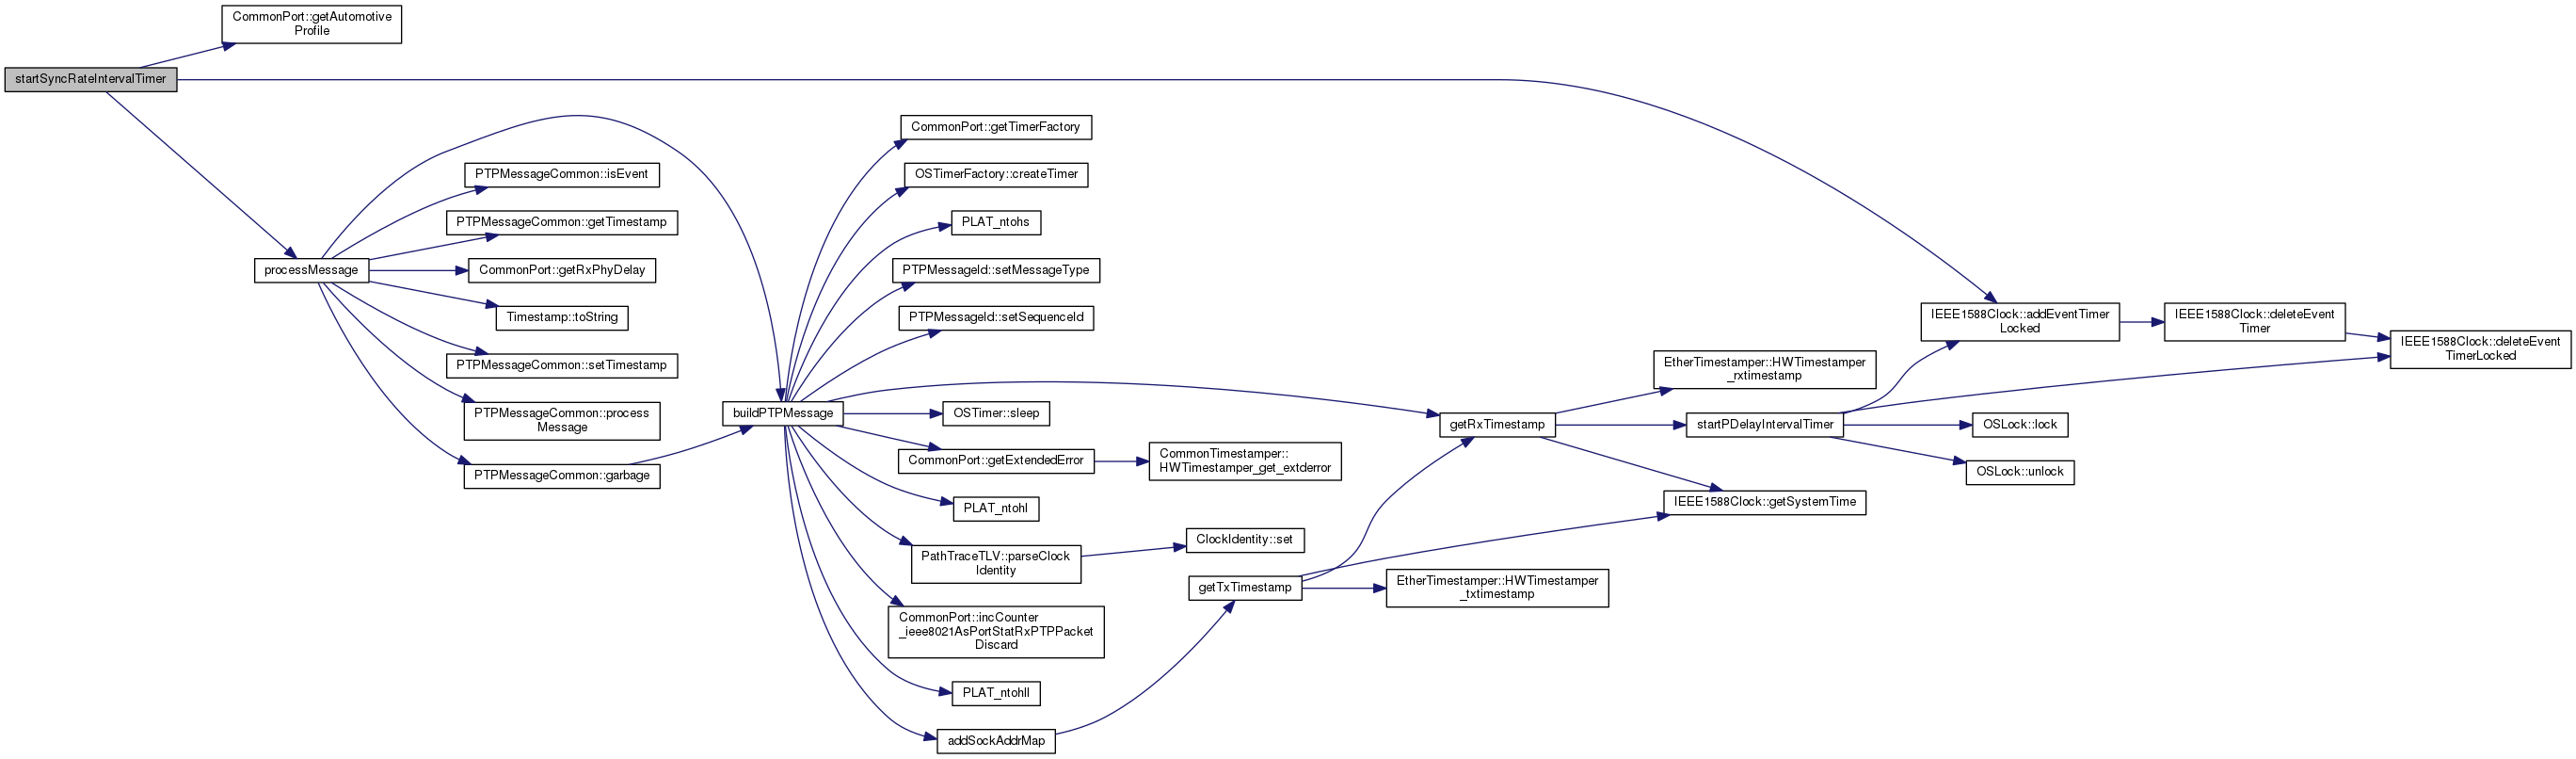 CommonPort::getAutomotive
Profile
startSyncRateIntervalTimer
processMessage
PTPMessageCommon::isEvent
PTPMessageCommon::getTimestamp
CommonPort::getRxPhyDelay
Timestamp::toString
PTPMessageCommon::setTimestamp
PTPMessageCommon::process
Message
PTPMessageCommon::garbage
buildPTPMessage
CommonPort::getTimerFactory
OSTimerFactory::createTimer
PLAT_ntohs
PTPMessageId::setMessageType
PTPMessageId::setSequenceId
OSTimer::sleep
CommonPort::getExtendedError
PLAT_ntohl
PathTraceTLV::parseClock
Identity
CommonPort::incCounter
_ieee8021AsPortStatRxPTPPacket
Discard
PLAT_ntohll
addSockAddrMap
CommonTimestamper::
HWTimestamper_get_extderror
ClockIdentity::set
getTxTimestamp
getRxTimestamp
EtherTimestamper::HWTimestamper
_txtimestamp
EtherTimestamper::HWTimestamper
_rxtimestamp
startPDelayIntervalTimer
IEEE1588Clock::getSystemTime
IEEE1588Clock::addEventTimer
Locked
OSLock::lock
OSLock::unlock
IEEE1588Clock::deleteEvent
Timer
IEEE1588Clock::deleteEvent
TimerLocked